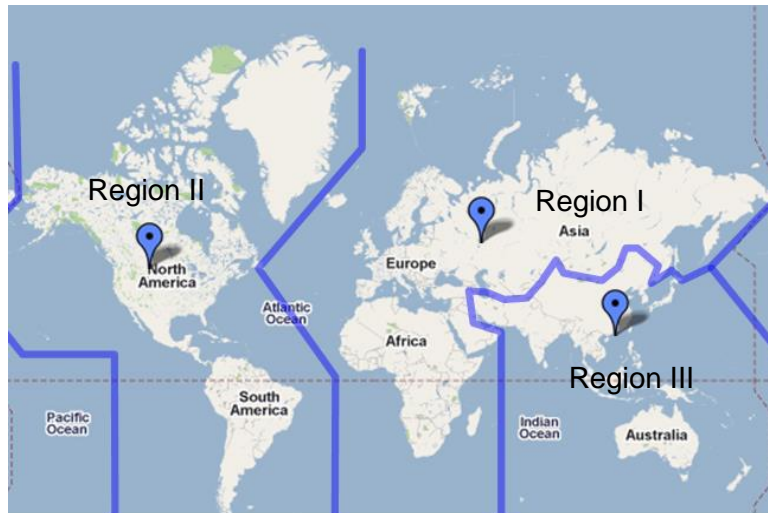 Region II
Region I
Asia
North
America
Europe
Atlantic
Ocean
Africa
Region III
South
America
Pacific
Ocean
Indian
Ocean
Australia